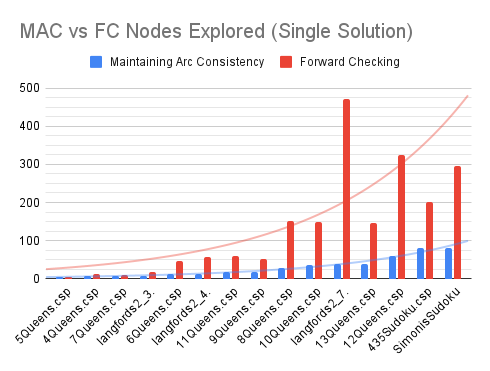 MAC vs FC Nodes Explored (Single Solution)
Maintaining Arc Consistency
Forward Checking
500
400
300
200
100
0
5Queens.csp
4Queens.csp
7Queens.csp
langfords2_3.
6Queens.csp
langfords2_4.
11Queens.csp
9Queens.csp
8Queens.csp
10Queens.csp
langfords2_7.
13Queens.csp
12Queens.csp
435Sudoku.csp
SimonisSudoku